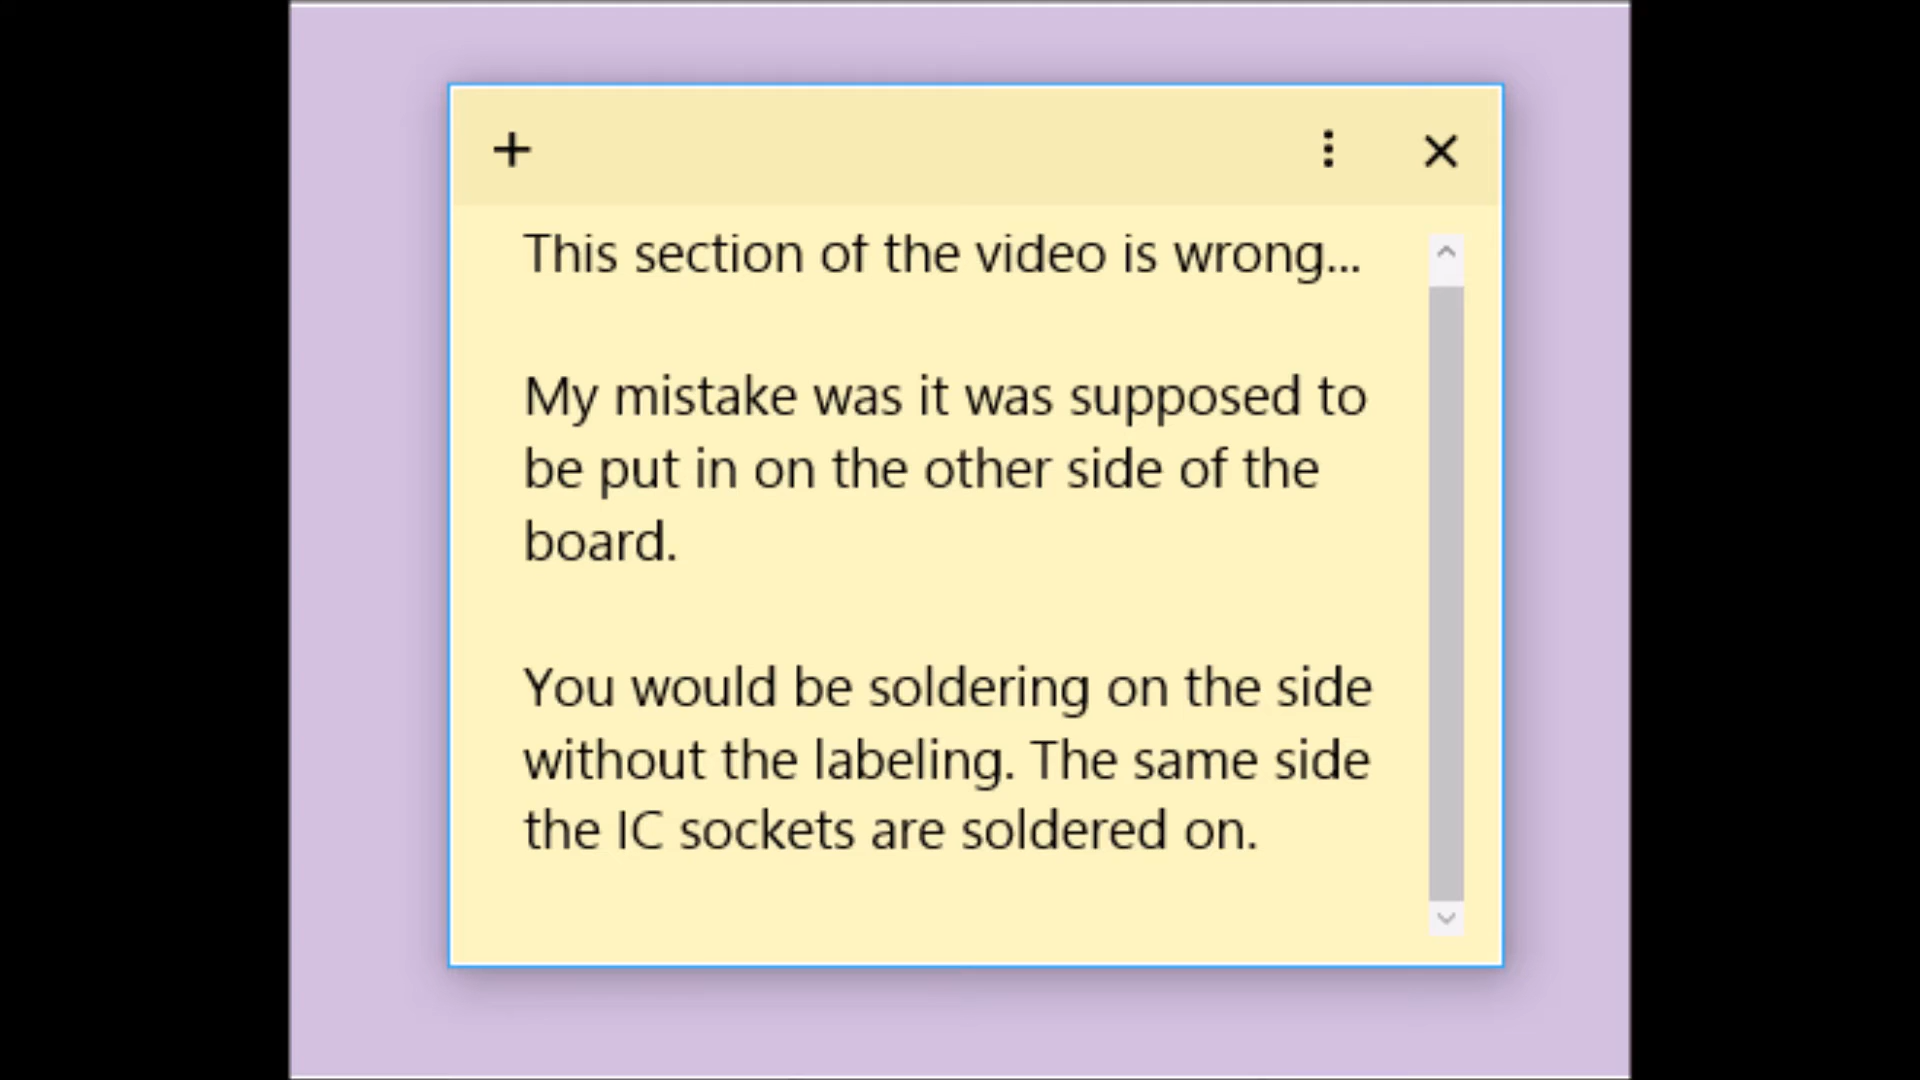 This section of the video is wrong...
My mistake was it was supposed to
be put in on the other side of the
board.
You would be soldering on the side
without the labeling. The same side
the IC sockets are soldered on.